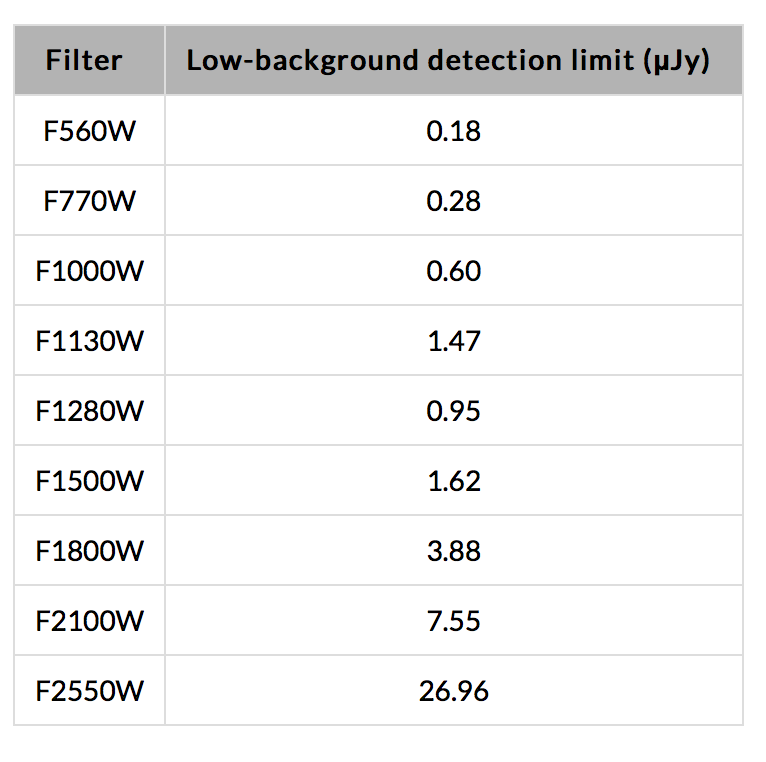 Filter Low-background detection limit (μJy)
F560W 0.18
F770W 0.28
F1000W 0.60
F1130W 1.47
F1280W 0.95
F1500W 1.62
F1800W 3.88
F2100W 7.55
F2550W 26.96